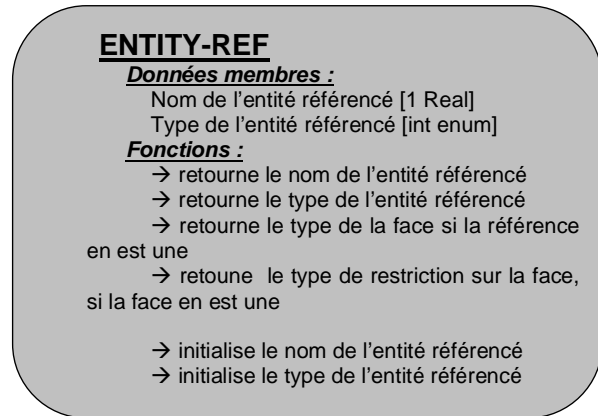 ENTITY-REF
Données membres :
Nom de l'entité référencé [1 Real]
Type de l'entité référencé [int enum]
Fonctions :
→ retourne le nom de l'entité référencé
→ retourne le type de l'entité référencé
→ retourne le type de la face si la référence
en est une
→ retoune le type de restriction sur la face,
si la face en est une
→ initialise le nom de l'entité référencé
→ initialise le type de l'entité référencé